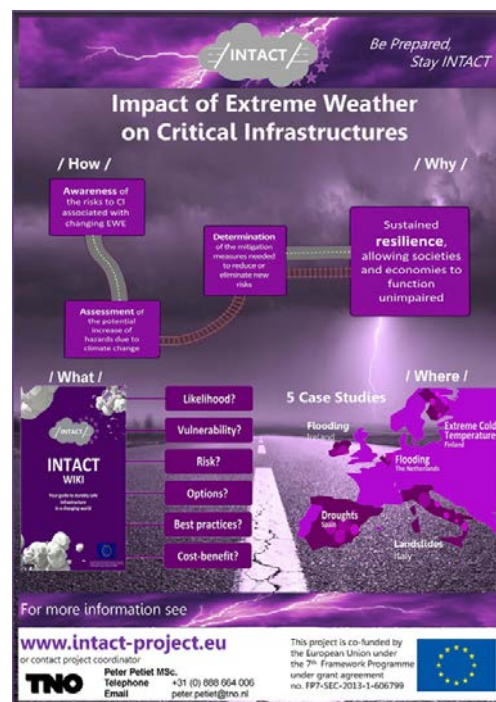 /INTACT/
Be Prepared,
Stay INTACT
Impact of Extreme Weather
on Critical Infrastructures
/ How /
/ Why /
Awareness of
the risks to CI
associated with
changing EWE
Determination
of the mitigation
measures needed
to reduce or
eliminate new
risks
Sustained
resilience,
allowing societies
and economies to
function
unimpaired
Assessment of
the potential
increase of
hazards due to
climate change
/ What /
/ Where /
/INTACT/
INTACT
WIKI
Likelihood?
Vulnerability?
Risk?
Options?
Best practices?
Cost-benefit?
5 Case Studies
Flooding
Ireland
Extreme Cold
Temperature
Finland
Flooding
The Netherlands
Droughts
Spain
Landslides
Italy
For more information see
www.intact-project.eu
or contact project coordinator
TNO
Peter Petiet MSc.
Telephone +31 (0) 888 664 006
Email peter.petiet@tno.nl
This project is co-funded by
the European Union under
the 7th Framework Programme
under grant agreement
no. FP7-SEC-2013-1-606799